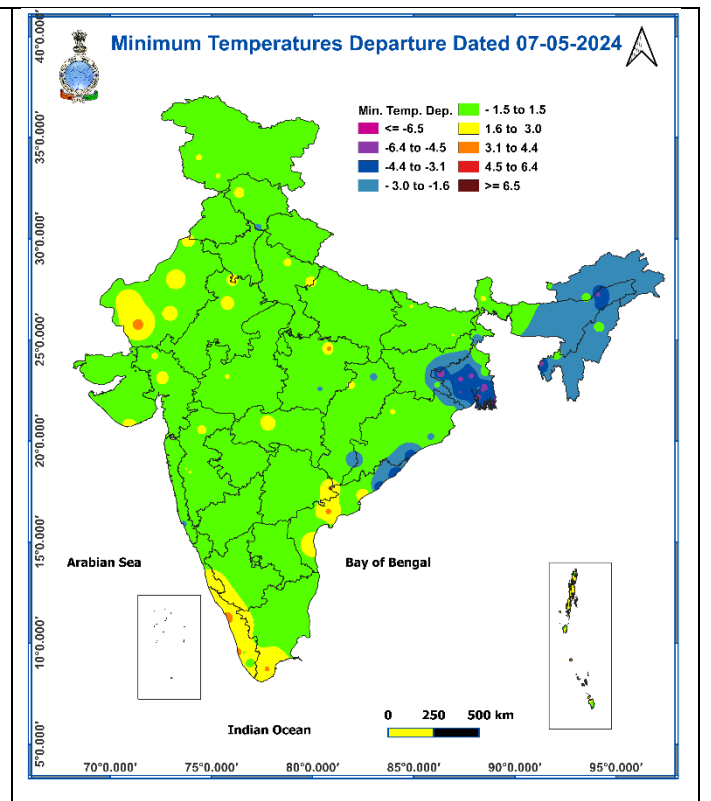 Minimum Temperatures Departure Dated 07-05-2024
Min. Temp. Dep.
<= -6.5
-6.4 to -4.5
-4.4 to -3.1
- 3.0 to -1.6
- 1.5 to 1.5
1.6 to 3.0
3.1 to 4.4
4.5 to 6.4
>= 6.5
40°0.000'
35°0.000'
30°0.000'
25°0.000'
20°0.000'
15°0.000'
10°0.000'
5°0.000'
Arabian Sea
Bay of Bengal
Indian Ocean
0 250 500 km
70°0.000' 75°0.000' 80°0.000' 85°0.000' 90°0.000' 95°0.000'